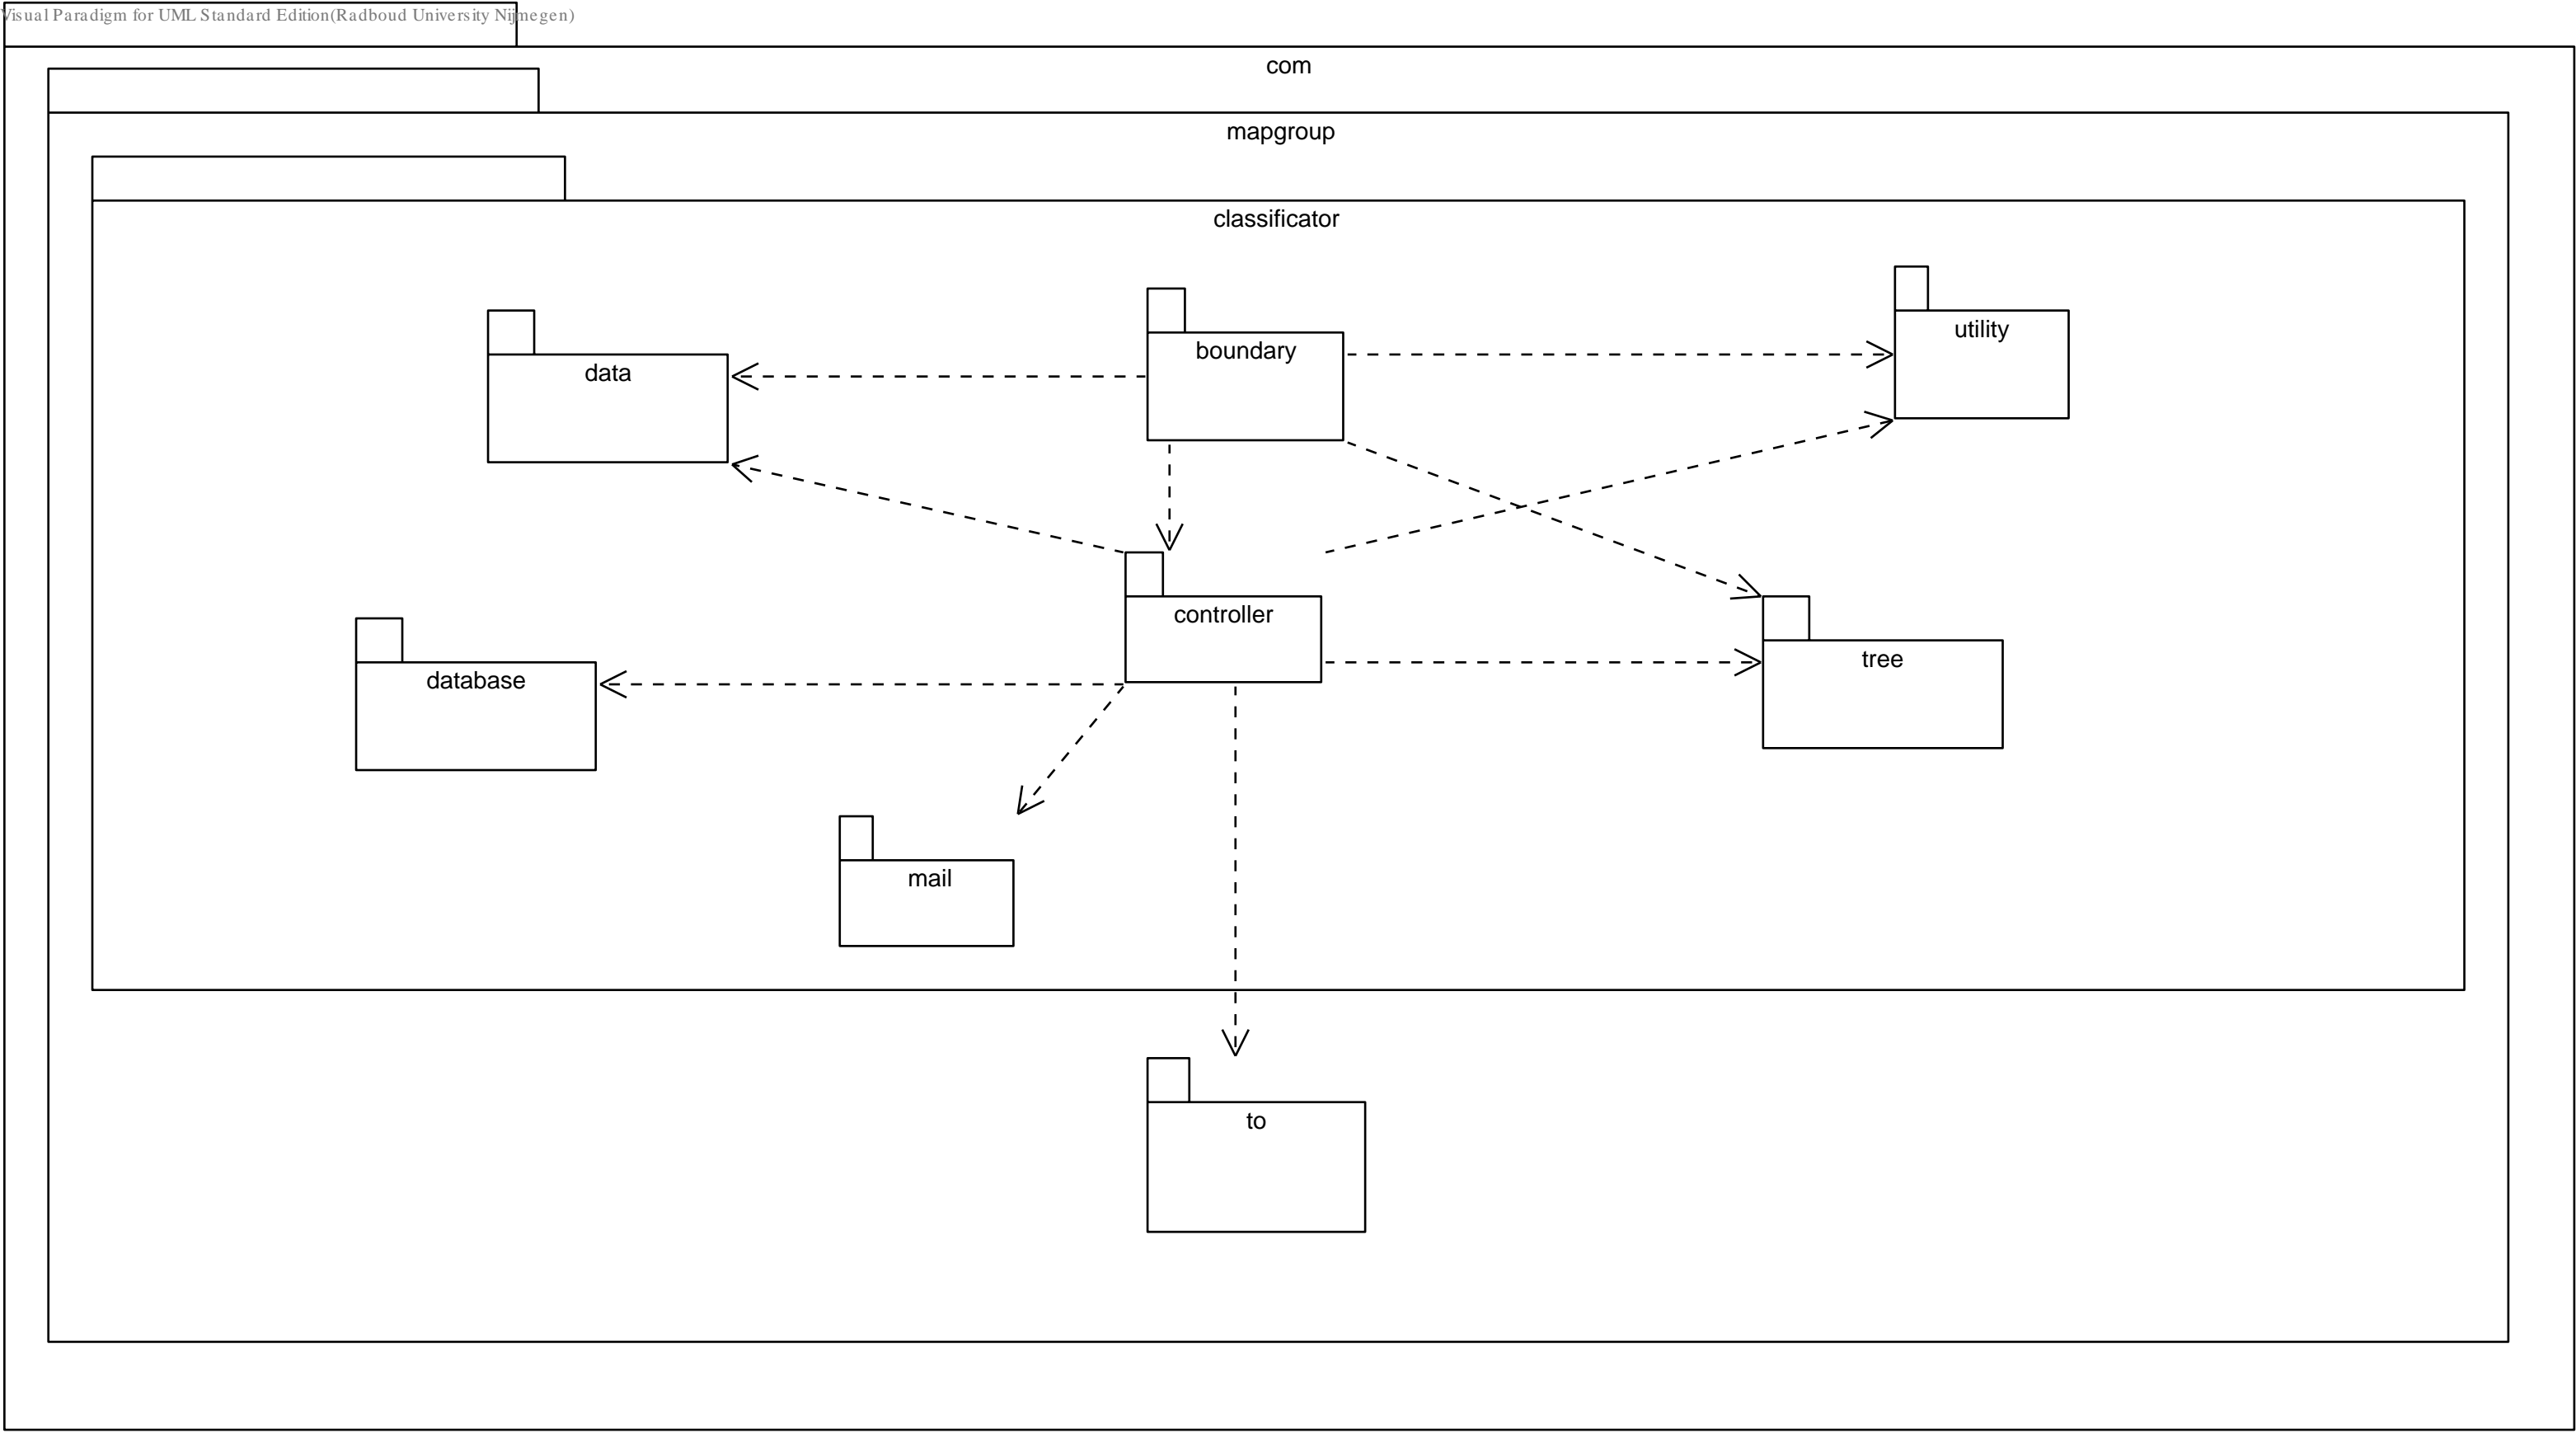 Visual Paradigm for UML Standard Edition(Radboud University Nijmegen)
com
mapgroup
classificator
utility
boundary
data
controller
tree
database
mail
to